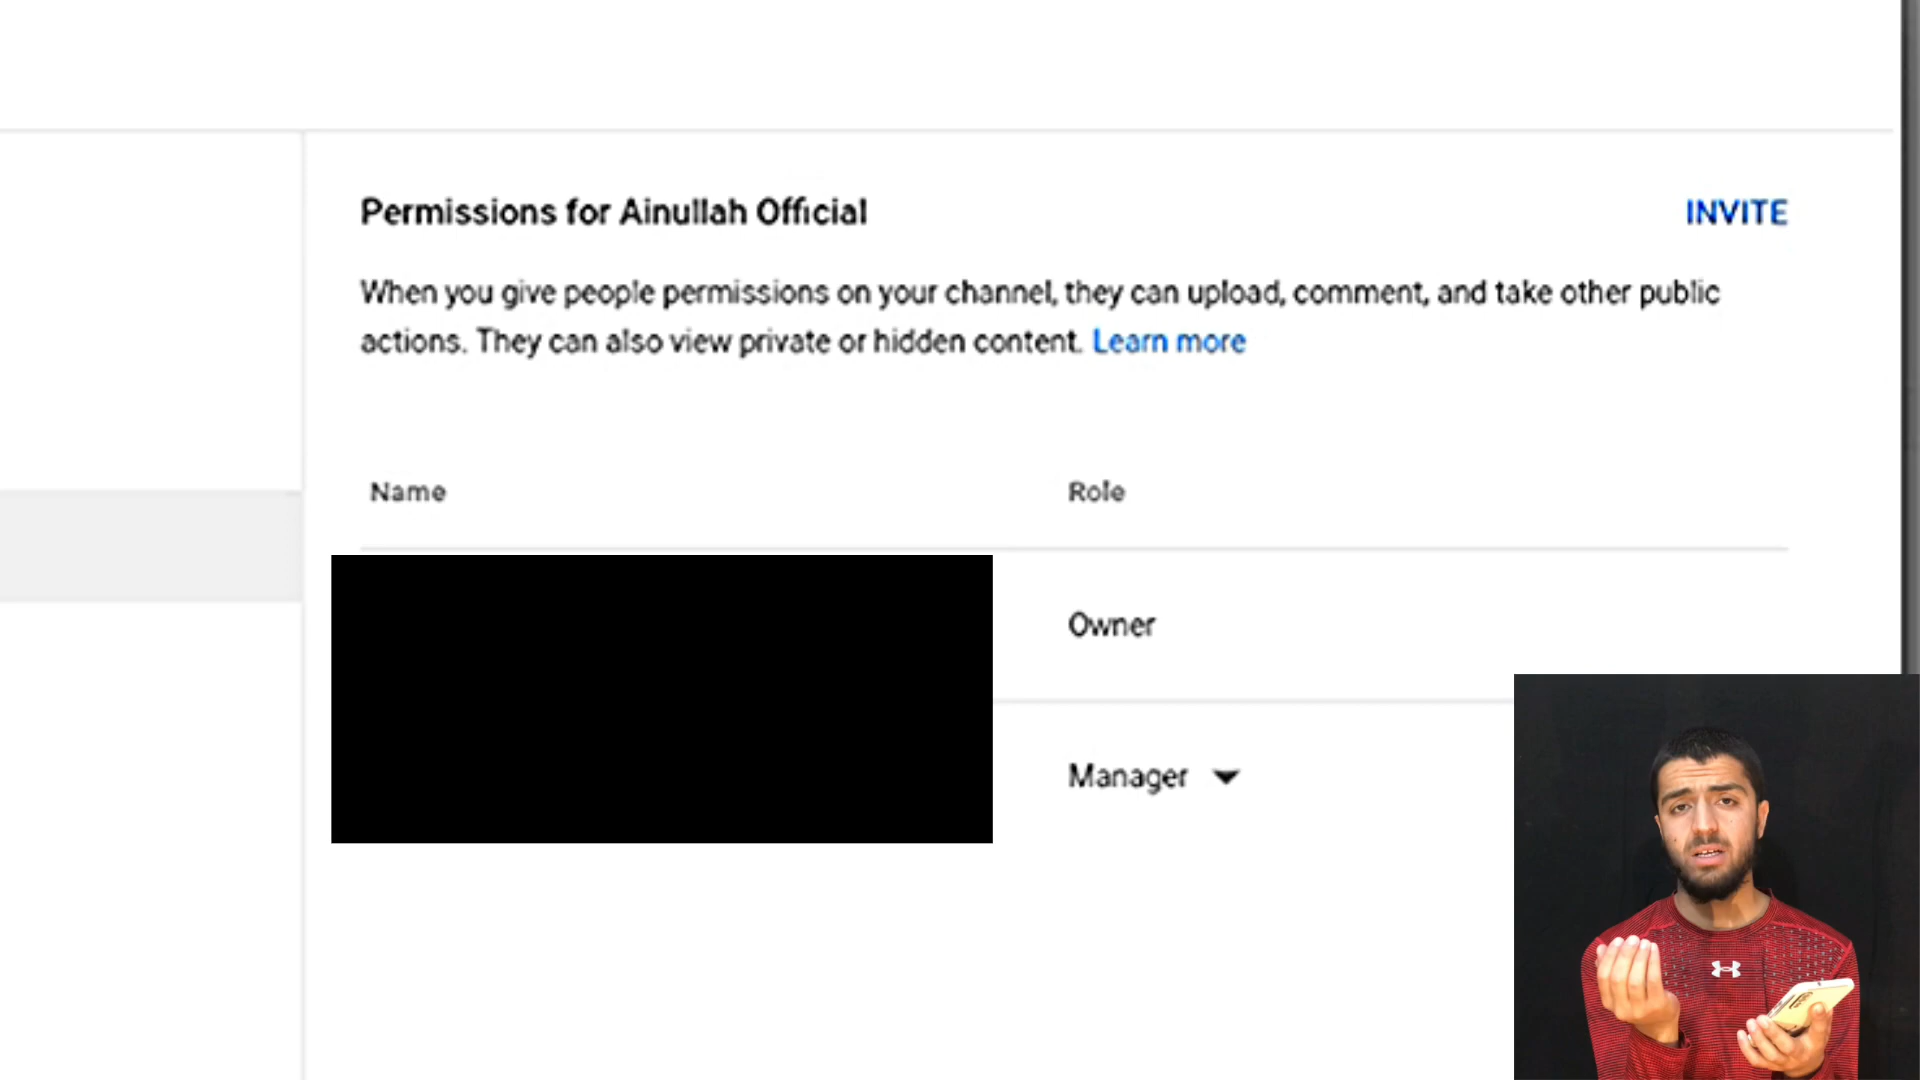 Permissions for Ainullah Official
INVITE
When you give people permissions on your channel, they can upload, comment, and take other public
actions. They can also view private or hidden content. Learn more
Name Role
Owner
Manager